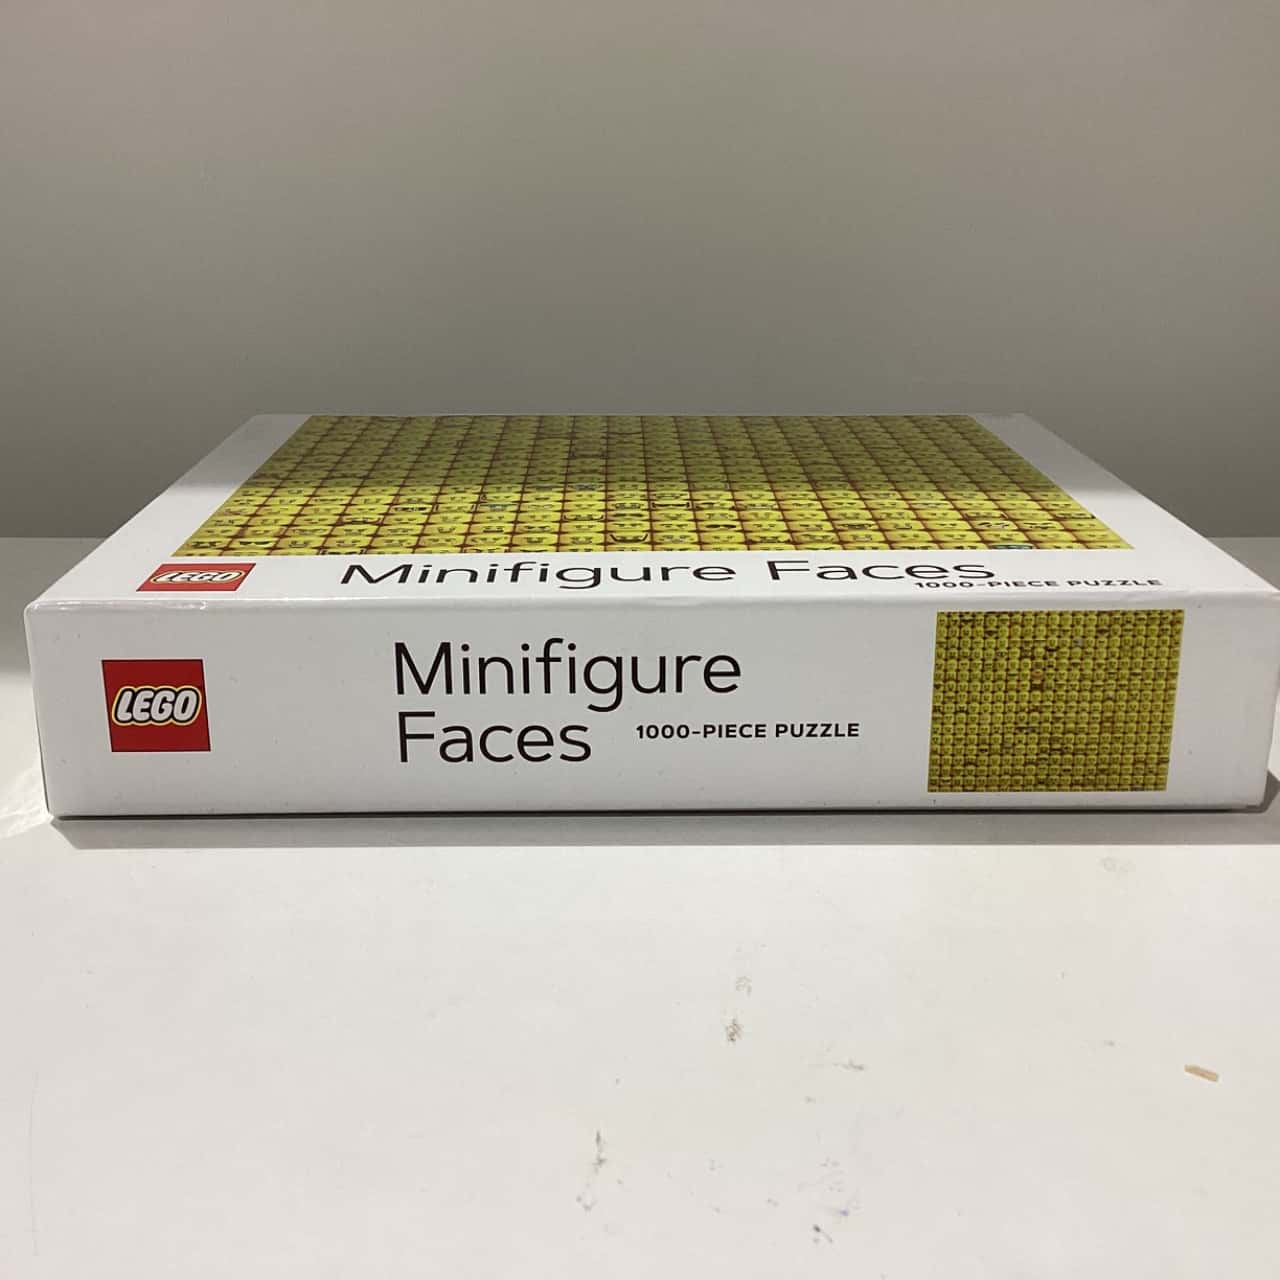 LEGO
Minifigure Faces
1000-PIECE PUZZLE
LEGO
Minifigure
Faces
1000-PIECE PUZZLE